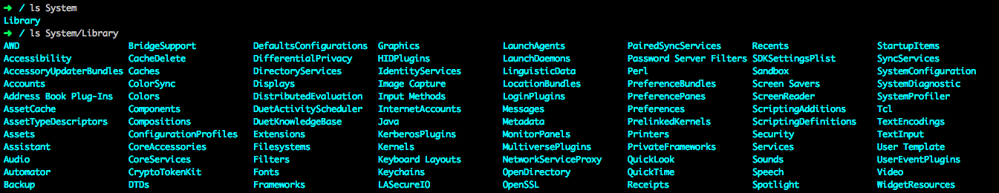 ➜ / ls System
Library
➜ / ls System/Library
AWD BridgeSupport DefaultsConfigurations Graphics LaunchAgents PairedSyncServices Recents StartupItems
Accessibility CacheDelete DifferentialPrivacy HIDPlugins LaunchDaemons Password Server Filters SDKSettingsPlist SyncServices
AccessoryUpdaterBundles Caches DirectoryServices IdentityServices LinguisticData Perl Sandbox SystemConfiguration
Accounts ColorSync Displays Image Capture LocationBundles PreferenceBundles Screen Savers SystemDiagnostic
Address Book Plug-Ins Colors DistributedEvaluation Input Methods LoginPlugins PreferencePanes ScreenReader SystemProfiler
AssetCache Components DuetActivityScheduler InternetAccounts Messages Preferences ScriptingAdditions Tcl
AssetTypeDescriptors Compositions DuetKnowledgeBase Java Metadata PrelinkedKernels ScriptingDefinitions TextEncodings
Assets ConfigurationProfiles Extensions KerberosPlugins MonitorPanels Printers Security TextInput
Assistant CoreAccessories Filesystems Kernels MultiversePlugins PrivateFrameworks Services User Template
Audio CoreServices Filters Keyboard Layouts NetworkServiceProxy QuickLook Sounds UserEventPlugins
Automator CryptoTokenKit Fonts Keychains OpenDirectory QuickTime Speech Video
Backup DTDs Frameworks LASecureIO OpenSSL Receipts Spotlight WidgetResources